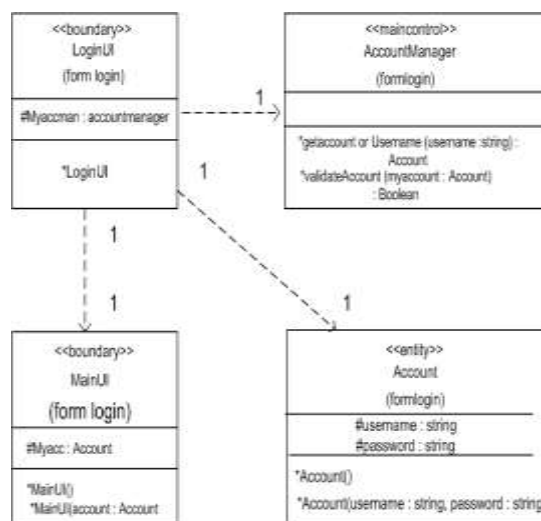 <<boundary>>
LoginUI
(form login)
#Myaccman : accountmanager
*LoginUI
<<maincontrol>>
AccountManager
(formlogin)
*getaccount or Username (username :string) :
Account
*validateAccount (myaccount : Account)
: Boolean
1
1
1
1
1
<<boundary>>
MainUI
(form login)
#Myacc : Account
*MainUI()
*MainUI(account : Account
<<entity>>
Account
(formlogin)
#username : string
#password : string
*Account()
*Account(username : string, password : string